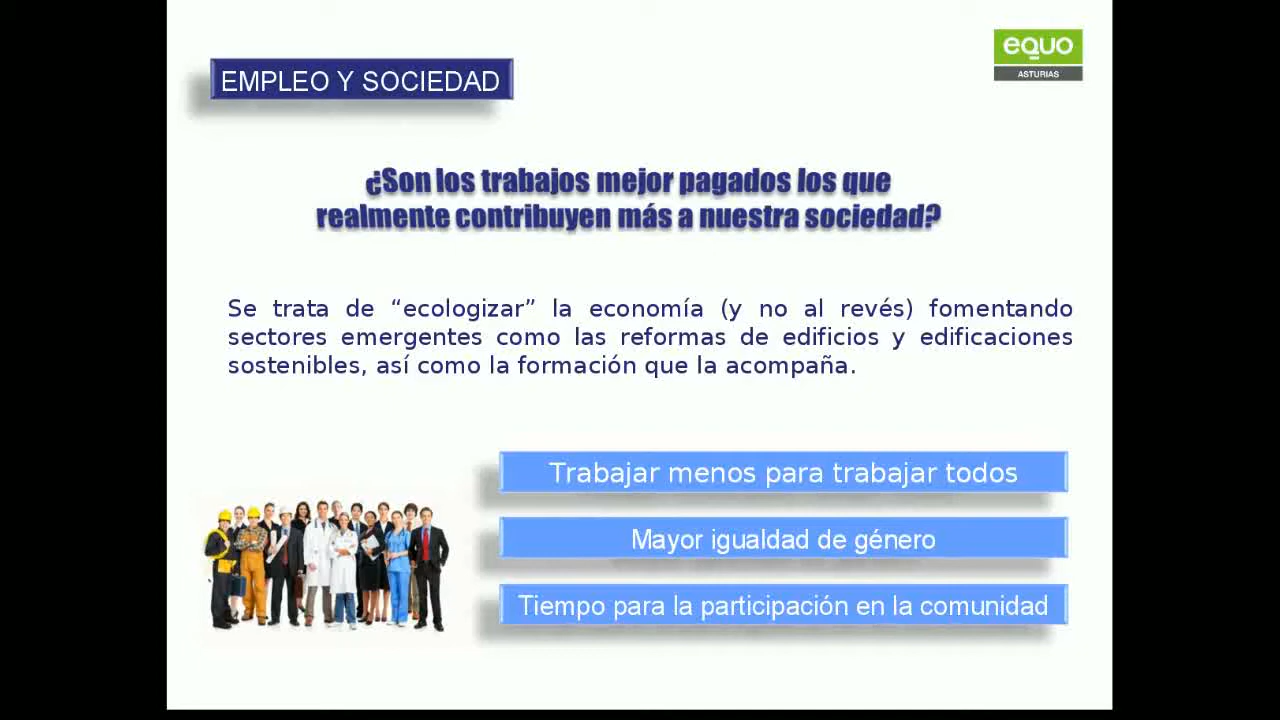 equo
ASTURIAS
EMPLEO Y SOCIEDAD
¿Son los trabajos mejor pagados los que
realmente contribuyen más a nuestra sociedad?
Se trata de “ecologizar” la economía (y no al revés) fomentando
sectores emergentes como las reformas de edificios y edificaciones
sostenibles, así como la formación que la acompaña.
Trabajar menos para trabajar todos
Mayor igualdad de género
Tiempo para la participación en la comunidad